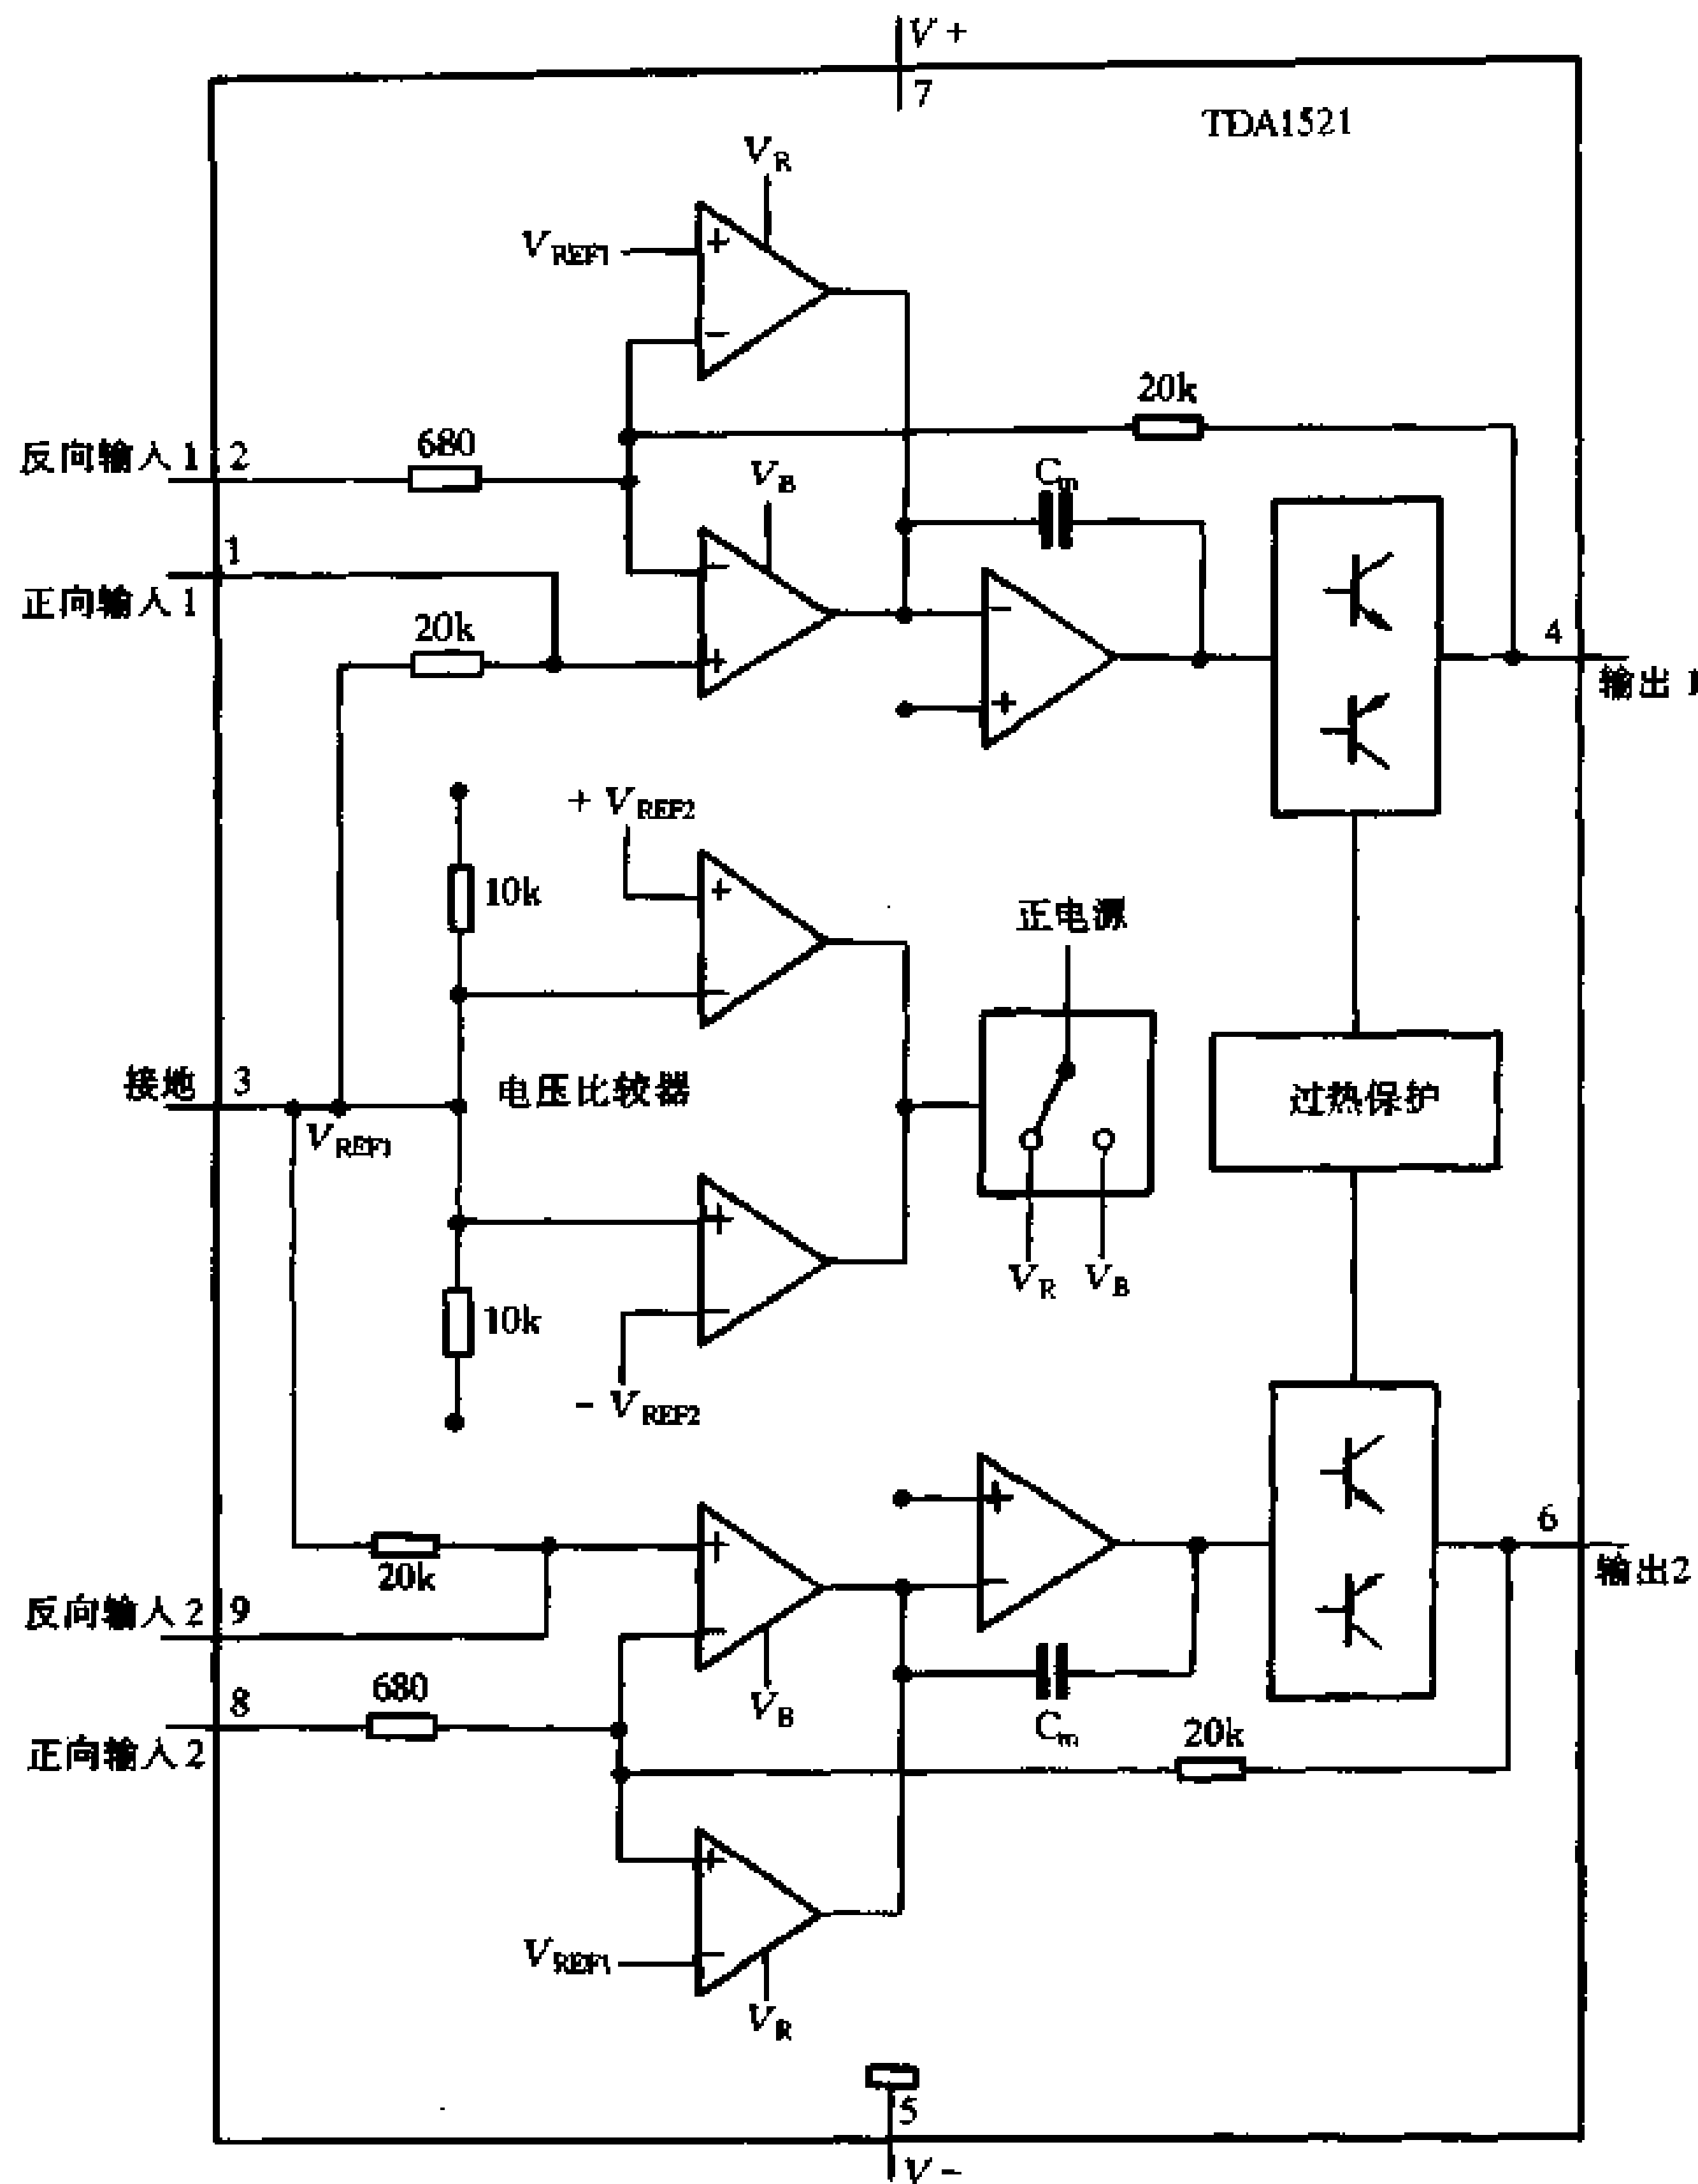 V +
7
TDA1521
VR
VREF1
20k
反向输入 1
2
680
VB
Cm
1
正向输入 1
20k
4
输出 1
+ VREF2
10k
正电源
接地
3
电压比较器
VREF1
过热保护
VR
VB
10k
- VREF2
6
输出2
20k
反向输入 2
9
8
680
VB
Cm
20k
正向输入 2
VREF1
VR
5
V -